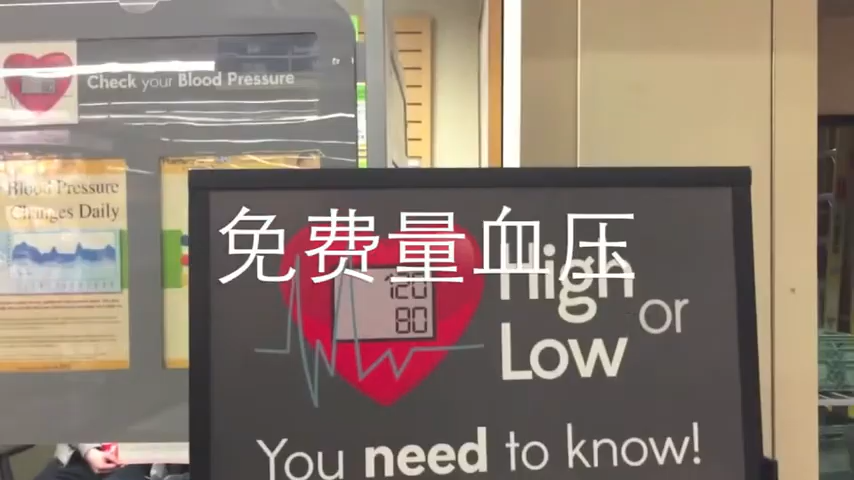 Check your Blood Pressure
Blood Pressure
Changes Daily
免费量血压
120
80
High
or
Low
You need to know!